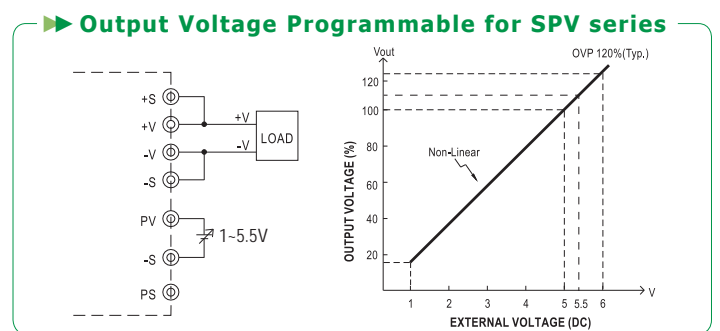 Output Voltage Programmable for SPV series
+S
+V
-V
-S
PV
-S
PS
+V
-V
LOAD
1~5.5V
Vout
OVP 120%(Typ.)
OUTPUT VOLTAGE (%)
120
100
80
60
40
20
Non-Linear
1 2 3 4 5 5.5 6
V
EXTERNAL VOLTAGE (DC)